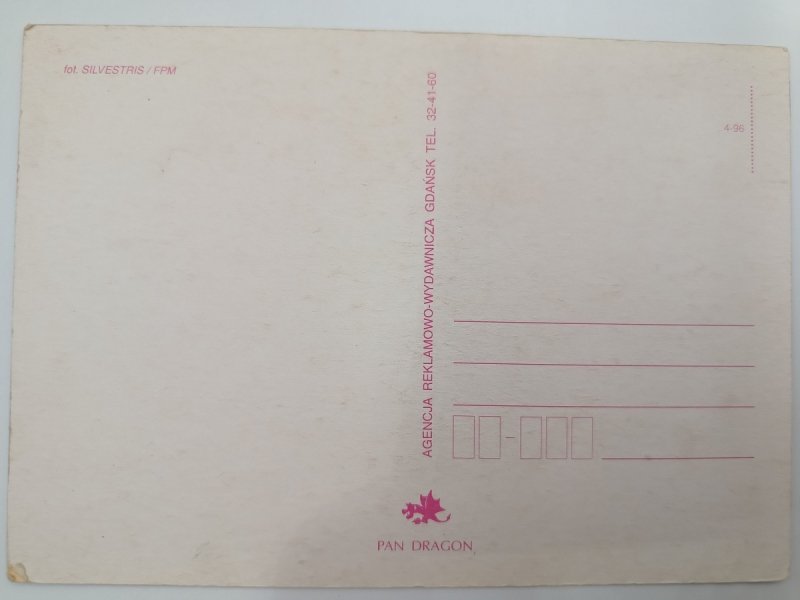 fot. SILVESTRIS / FPM
AGENCJA REKLAMOWO-WYDAWNICZA GDAŃSK TEL. 32-41-60
4-96
–
PAN DRAGON